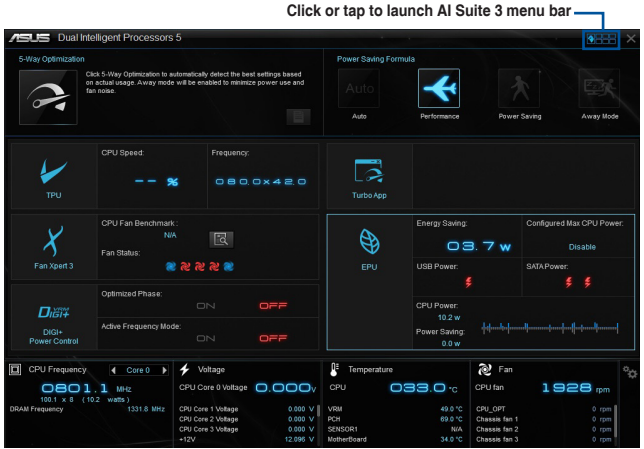 Click or tap to launch AI Suite 3 menu bar
ASUS Dual Intelligent Processors 5
5-Way Optimization
Click 5-Way Optimization to automatically detect the best settings based
on actual usage. Away mode will be enabled to minimize power use and
fan noise.
Power Saving Formula
Auto
Auto
Performance
Power Saving
Away Mode
TPU
CPU Speed:
-- %
Frequency:
080.0x42.0
Turbo App
Fan Xpert 3
CPU Fan Benchmark :
N/A
Fan Status:
EPU
Energy Saving:
03.7 w
Configured Max CPU Power:
Disable
USB Power:
SATA Power:
CPU Power:
10.2 w
Power Saving:
0.0 w
DIGI+ VRM
DIGI+
Power Control
Optimized Phase:
ON OFF
Active Frequency Mode:
ON OFF
CPU Frequency
Core 0
0801.1 MHz
100.1 x 8 (10.2 watts)
DRAM Frequency 1331.8 MHz
Voltage
CPU Core 0 Voltage 0.000v
CPU Core 1 Voltage 0.000 V
CPU Core 2 Voltage 0.000 V
CPU Core 3 Voltage 0.000 V
+12V 12.096 V
Temperature
CPU 033.0 °C
VRM 49.0 °C
PCH 69.0 °C
SENSOR1 N/A
MotherBoard 34.0 °C
Fan
CPU fan 1928 rpm
CPU_OPT 0 rpm
Chassis fan 1 0 rpm
Chassis fan 2 0 rpm
Chassis fan 3 0 rpm